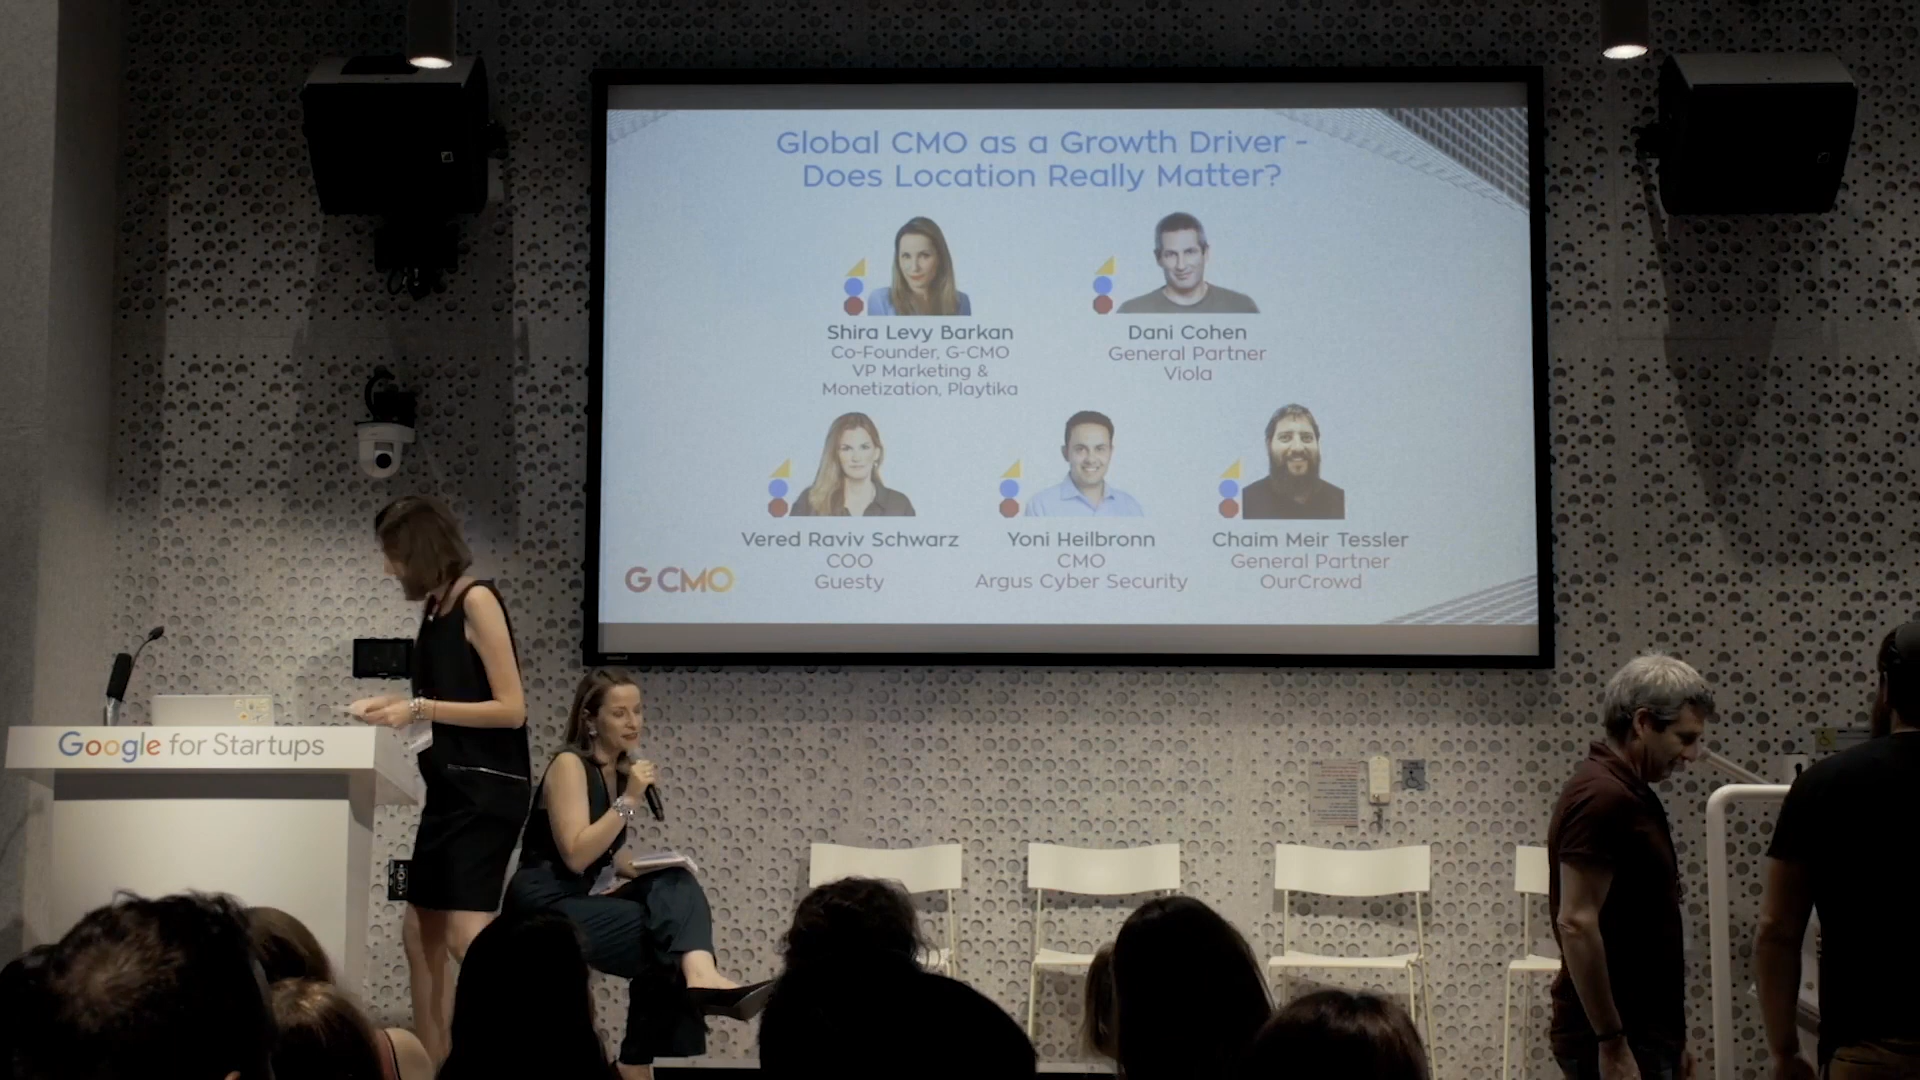 Global CMO as a Growth Driver -
Does Location Really Matter?
Shira Levy Barkan
Co-Founder, G-CMO
VP Marketing &
Monetization, Playtika
Dani Cohen
General Partner
Viola
Vered Raviv Schwarz
COO
Guesty
Yoni Heilbronn
CMO
Argus Cyber Security
Chaim Meir Tessler
General Partner
OurCrowd
G CMO
Google for Startups